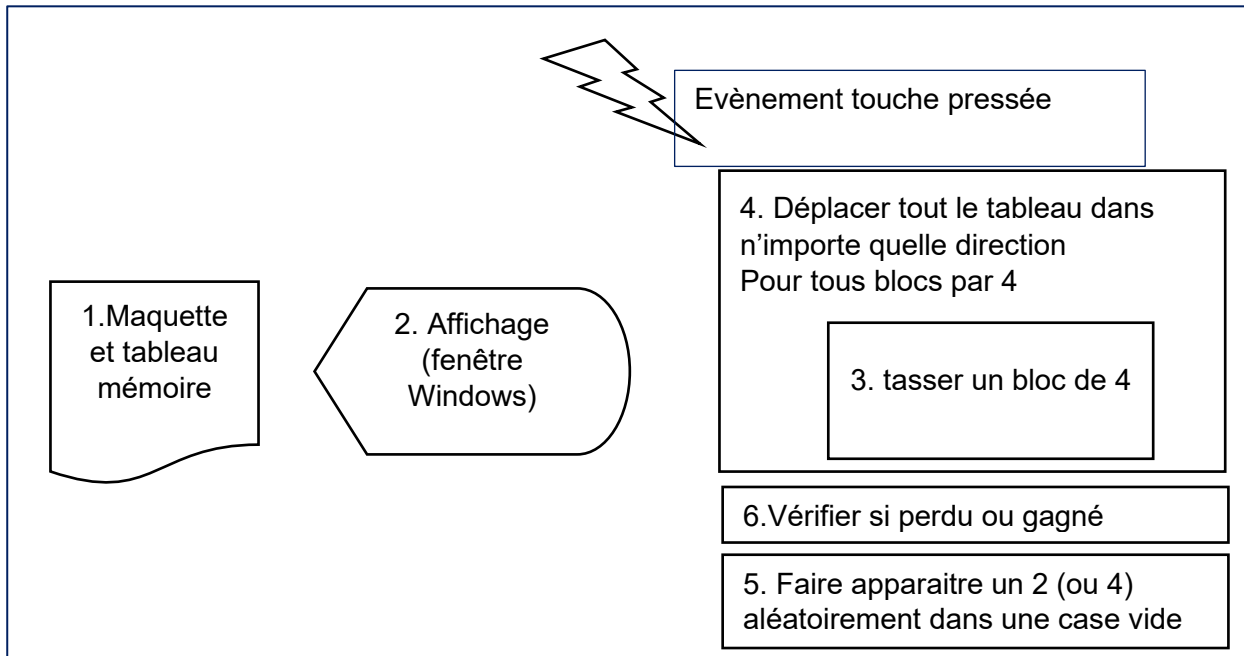 Evènement touche pressée
4. Déplacer tout le tableau dans
n’importe quelle direction
Pour tous blocs par 4
1.Maquette
et tableau
mémoire
2. Affichage
(fenêtre
Windows)
3. tasser un bloc de 4
6.Vérifier si perdu ou gagné
5. Faire apparaitre un 2 (ou 4)
aléatoirement dans une case vide